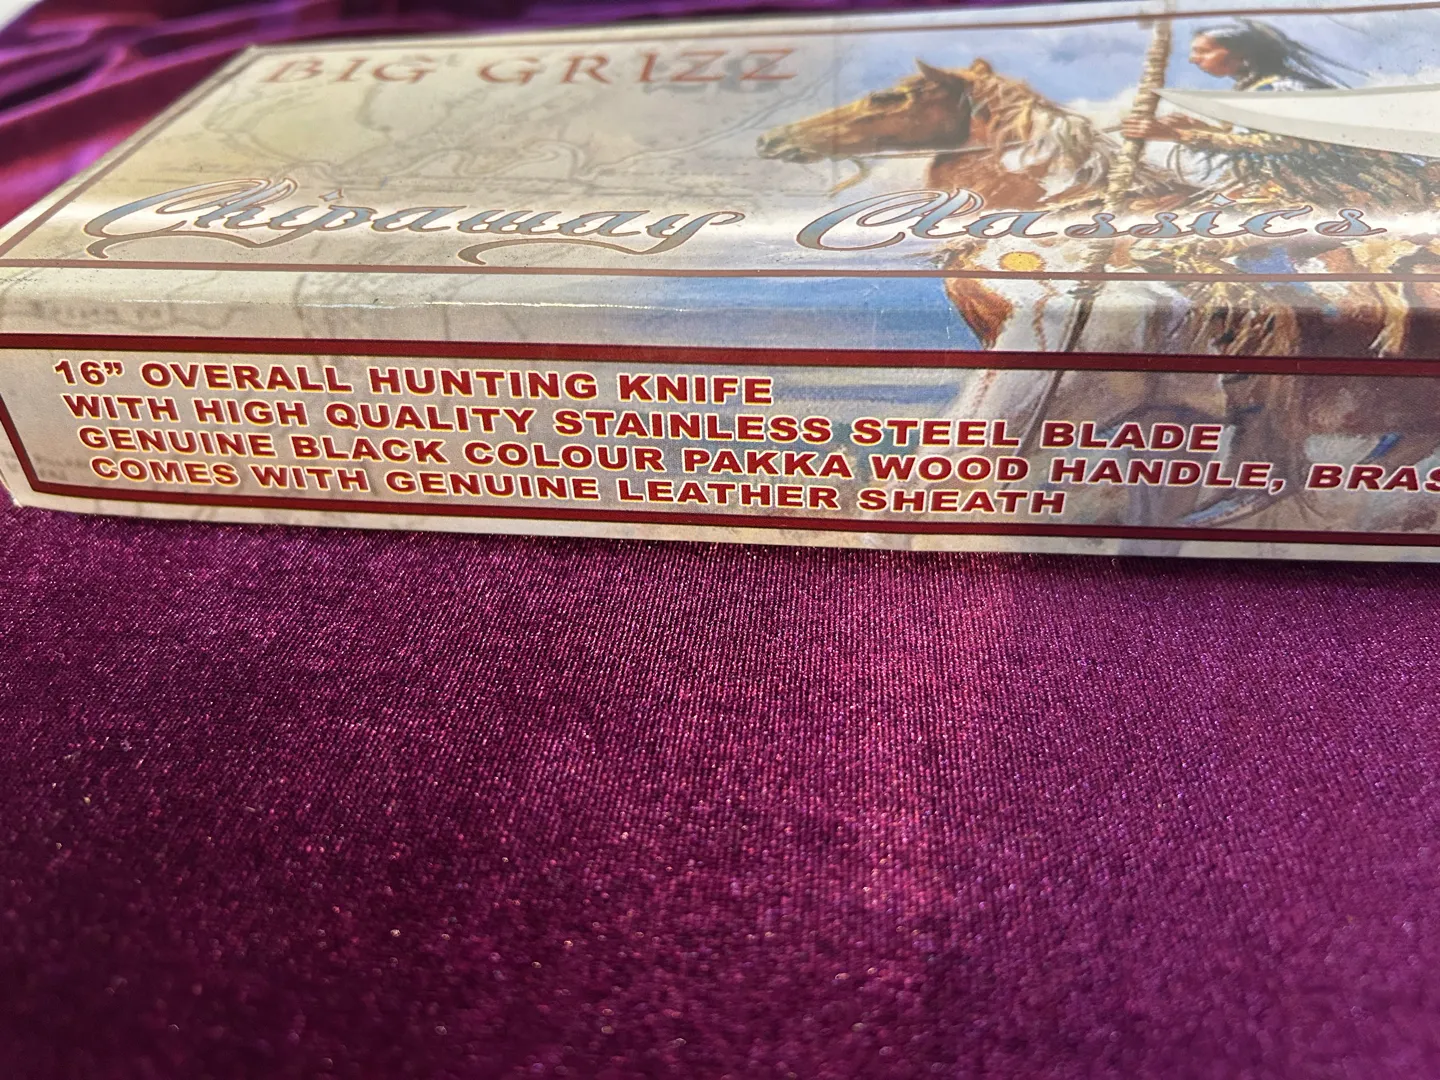 BIG GRIZZ
Chipaway Classics
16” OVERALL HUNTING KNIFE
WITH HIGH QUALITY STAINLESS STEEL BLADE
GENUINE BLACK COLOUR PAKKA WOOD HANDLE, BRAS
COMES WITH GENUINE LEATHER SHEATH